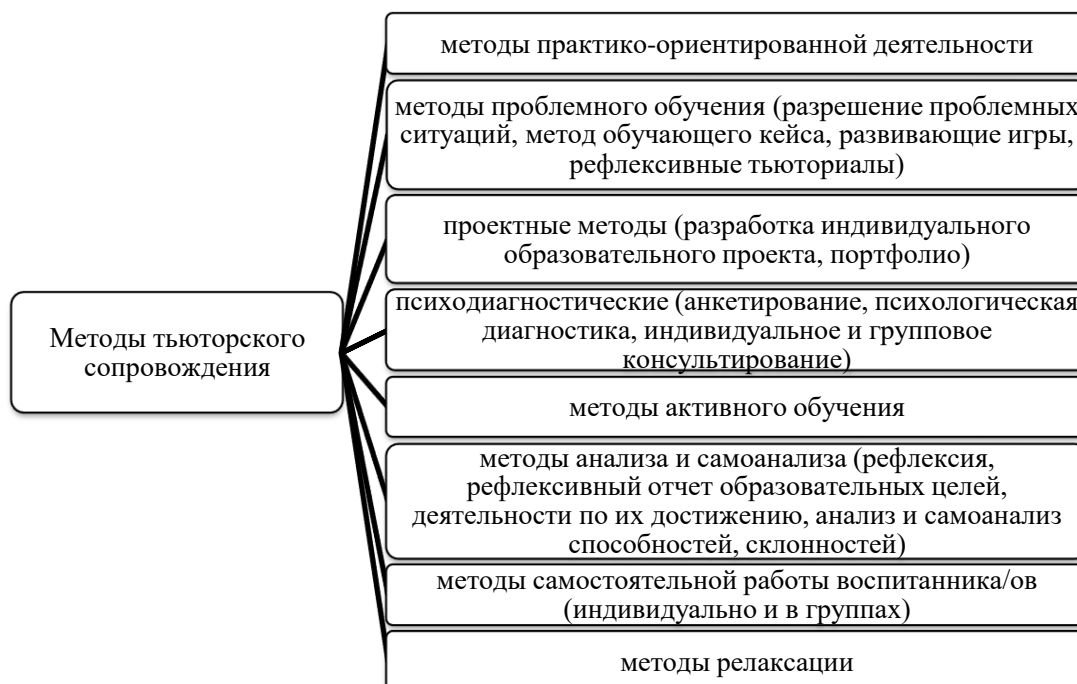 Методы тьюторского
сопровождения
методы практико-ориентированной деятельности
методы проблемного обучения (разрешение проблемных
ситуаций, метод обучающего кейса, развивающие игры,
рефлексивные тьюториалы)
проектные методы (разработка индивидуального
образовательного проекта, портфолио)
психодиагностические (анкетирование, психологическая
диагностика, индивидуальное и групповое
консультирование)
методы активного обучения
методы анализа и самоанализа (рефлексия,
рефлексивный отчет образовательных целей,
деятельности по их достижению, анализ и самоанализ
способностей, склонностей)
методы самостоятельной работы воспитанника/ов
(индивидуально и в группах)
методы релаксации